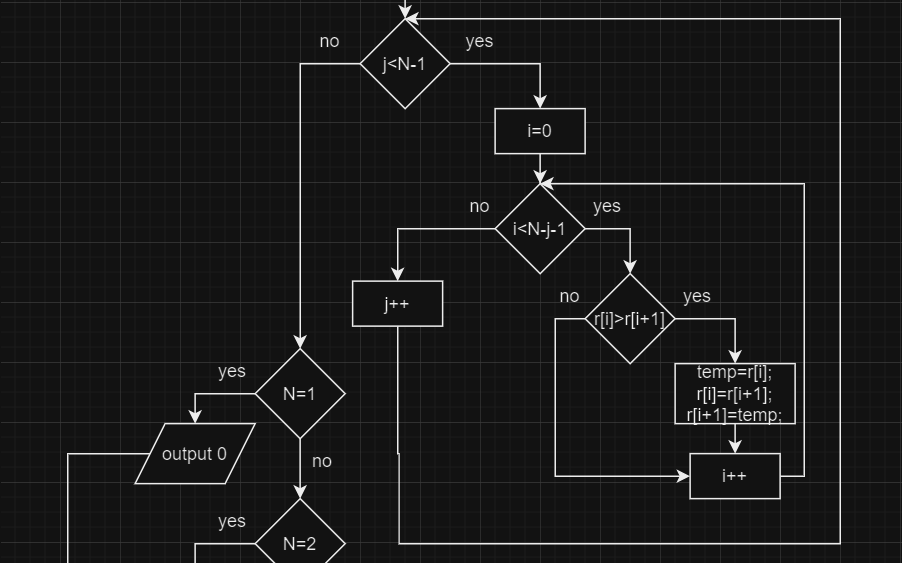 no
yes
j<N-1
i=0
no
yes
i<N-j-1
j++
no
yes
r[i]>r[i+1]
temp=r[i];
r[i]=r[i+1];
r[i+1]=temp;
i++
yes
N=1
output 0
no
yes
N=2